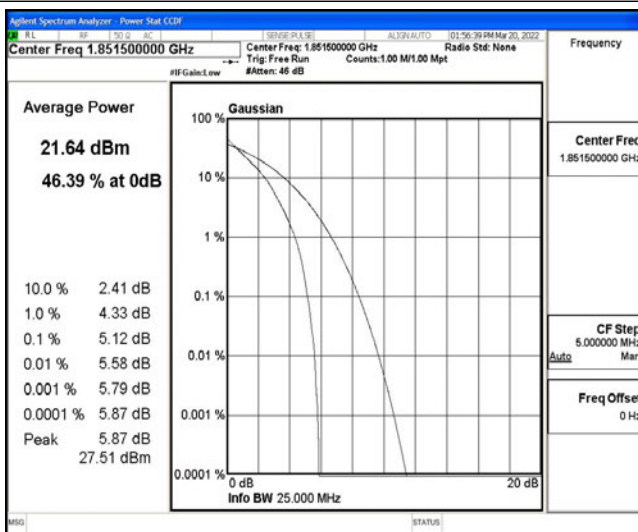 Agilent Spectrum Analyzer - Power Stat CCDF
RL RF 50 Ω AC SENSE:PULSE ALIGNAUTO 01:56:39 PM Mar 20, 2022
Center Freq 1.851500000 GHz
Center Freq: 1.851500000 GHz Radio Std: None
Trig: Free Run Counts:1.00 M/1.00 Mpt
#IFGain:Low #Atten: 46 dB
Frequency
Average Power
21.64 dBm
46.39 % at 0dB
10.0 % 2.41 dB
1.0 % 4.33 dB
0.1 % 5.12 dB
0.01 % 5.58 dB
0.001 % 5.79 dB
0.0001 % 5.87 dB
Peak 5.87 dB
27.51 dBm
Gaussian
100 %
10 %
1 %
0.1 %
0.01 %
0.001 %
0.0001 %
0 dB 20 dB
Info BW 25.000 MHz
Center Freq
1.851500000 GHz
CF Step
5.000000 MHz
Auto Man
Freq Offset
0 Hz
MSG STATUS